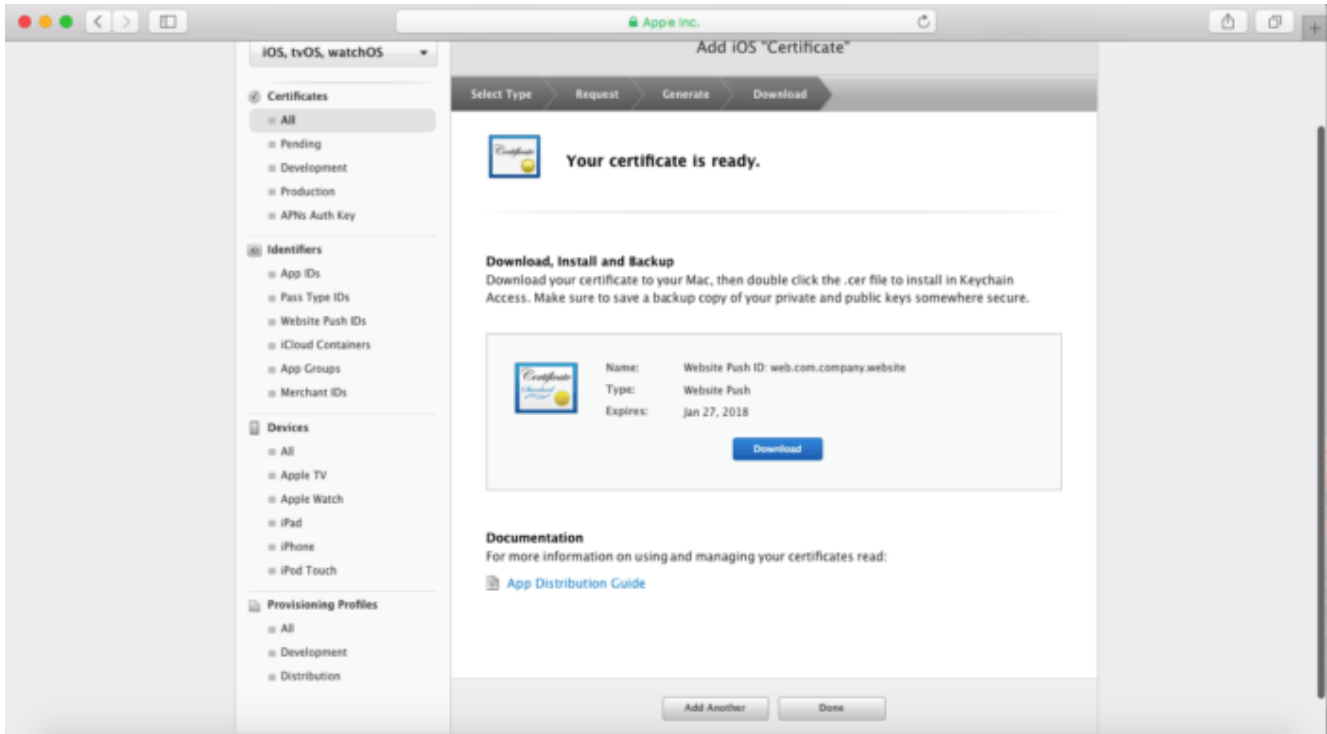 Apple Inc.
iOS, tvOS, watchOS
Add iOS "Certificate"
Certificates
All
Pending
Development
Production
APNs Auth Key
Identifiers
App IDs
Pass Type IDs
Website Push IDs
iCloud Containers
App Groups
Merchant IDs
Devices
All
Apple TV
Apple Watch
iPad
iPhone
iPod Touch
Provisioning Profiles
All
Development
Distribution
Select Type Request Generate Download
Certificate
Your certificate is ready.
Download, Install and Backup
Download your certificate to your Mac, then double click the .cer file to install in Keychain
Access. Make sure to save a backup copy of your private and public keys somewhere secure.
Certificate
Standard
Name: Website Push ID: web.com.company.website
Type: Website Push
Expires: Jan 27, 2018
Download
Documentation
For more information on using and managing your certificates read:
App Distribution Guide
Add Another Done